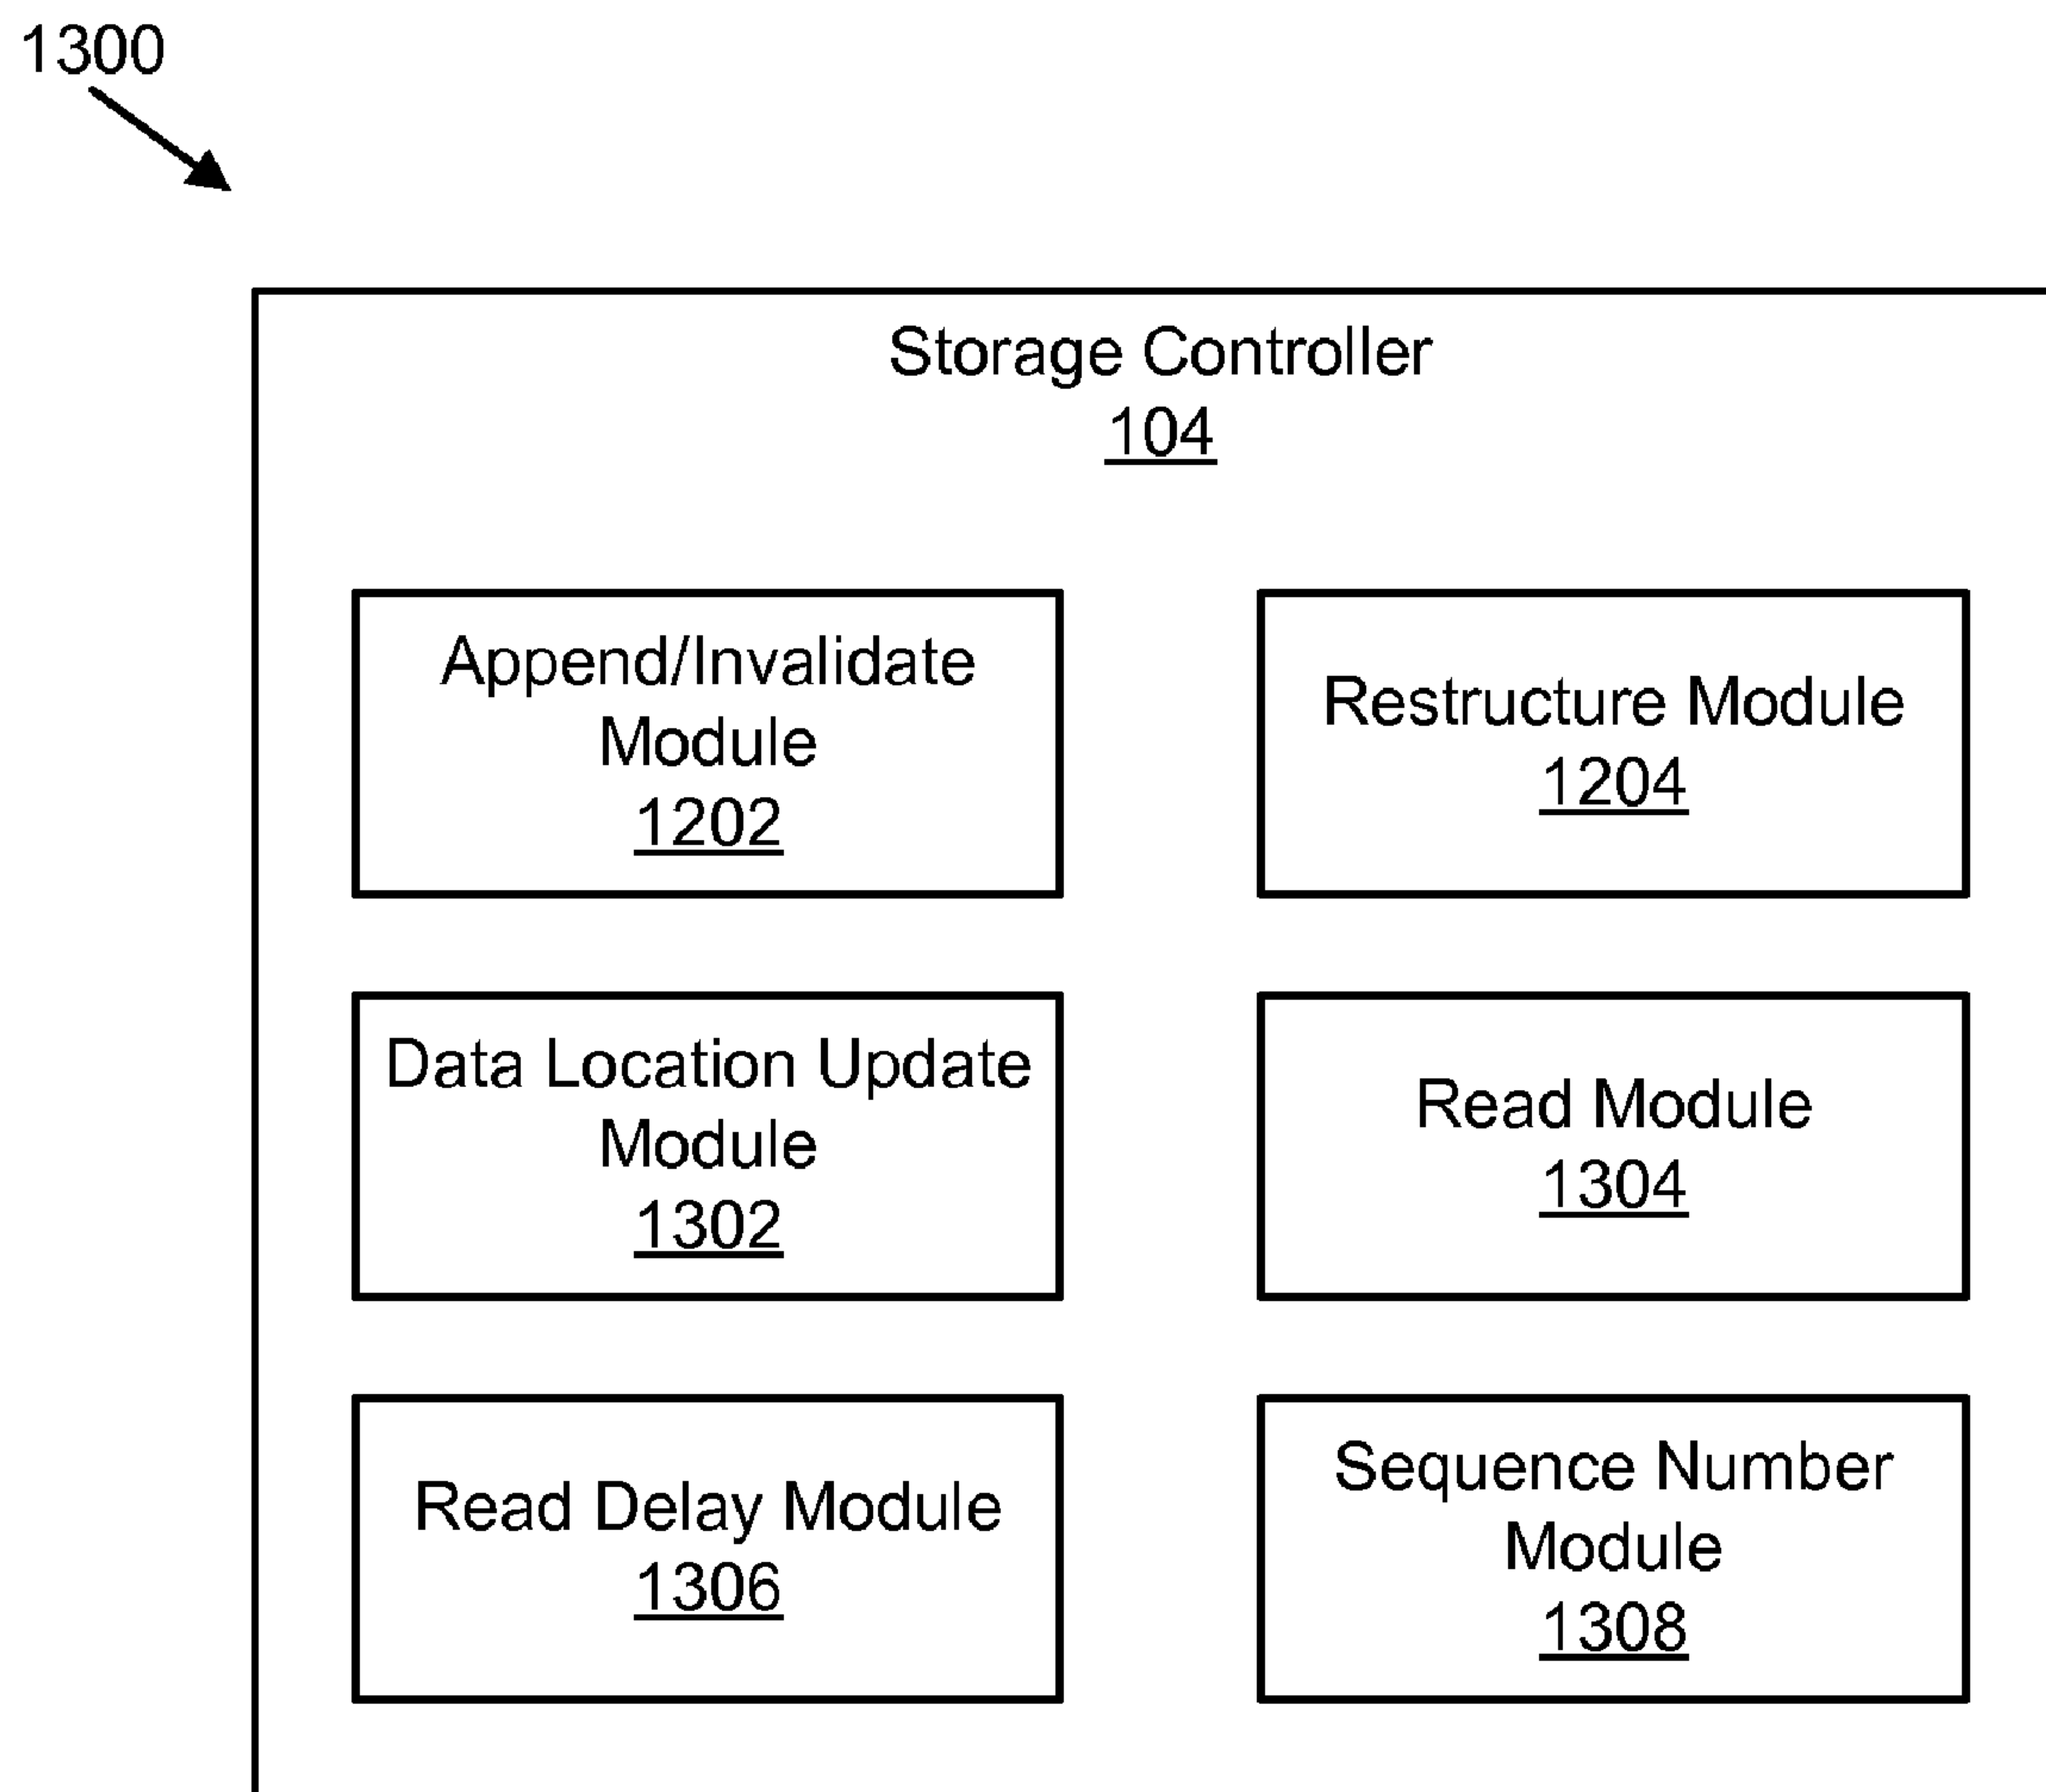 1300
Storage Controller
104
Append/Invalidate
Module
1202
Restructure Module
1204
Data Location Update
Module
1302
Read Module
1304
Read Delay Module
1306
Sequence Number
Module
1308